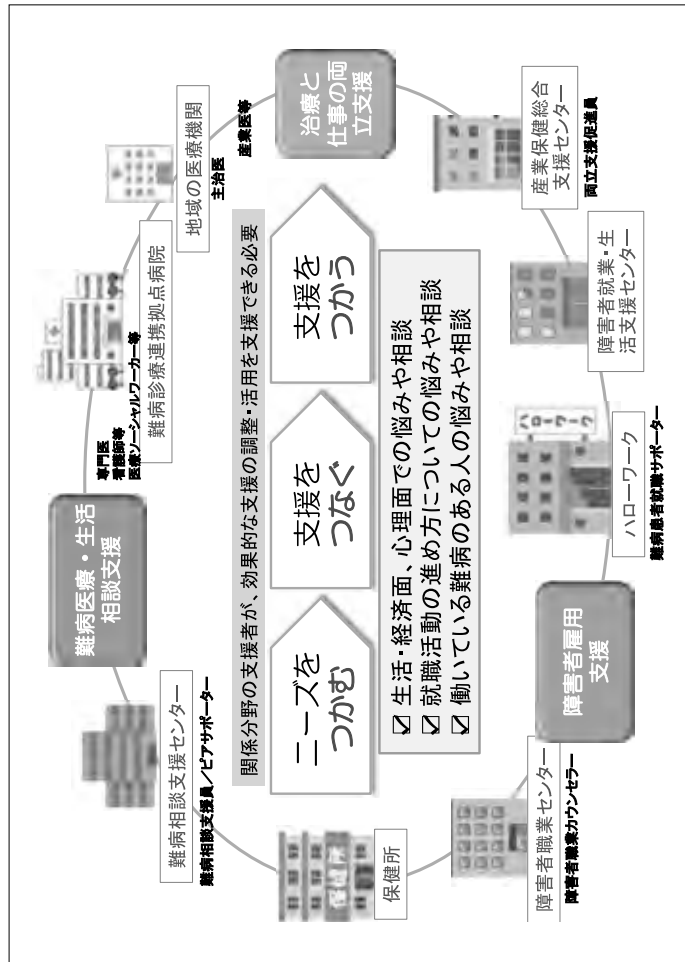 難病医療・生活
相談支援
専門医
看護師等
医療ソーシャルワーカー等
難病診療連携拠点病院
地域の医療機関
主治医
産業医等
治療と
仕事の両
立支援
難病相談支援センター
難病相談支援員／ピアサポーター
関係分野の支援者が、効果的な支援の調整・活用を支援できる必要
ニーズを
つかむ
支援を
つなぐ
支援を
つかう
☑ 生活・経済面、心理面での悩みや相談
☑ 就職活動の進め方についての悩みや相談
☑ 働いている難病のある人の悩みや相談
保健所
保健所
産業保健総合
支援センター
両立支援促進員
障害者職業センター
障害者職業カウンセラー
障害者雇用
支援
ハローワーク
ハローワーク
難病患者就職サポーター
障害者就業・生
活支援センター